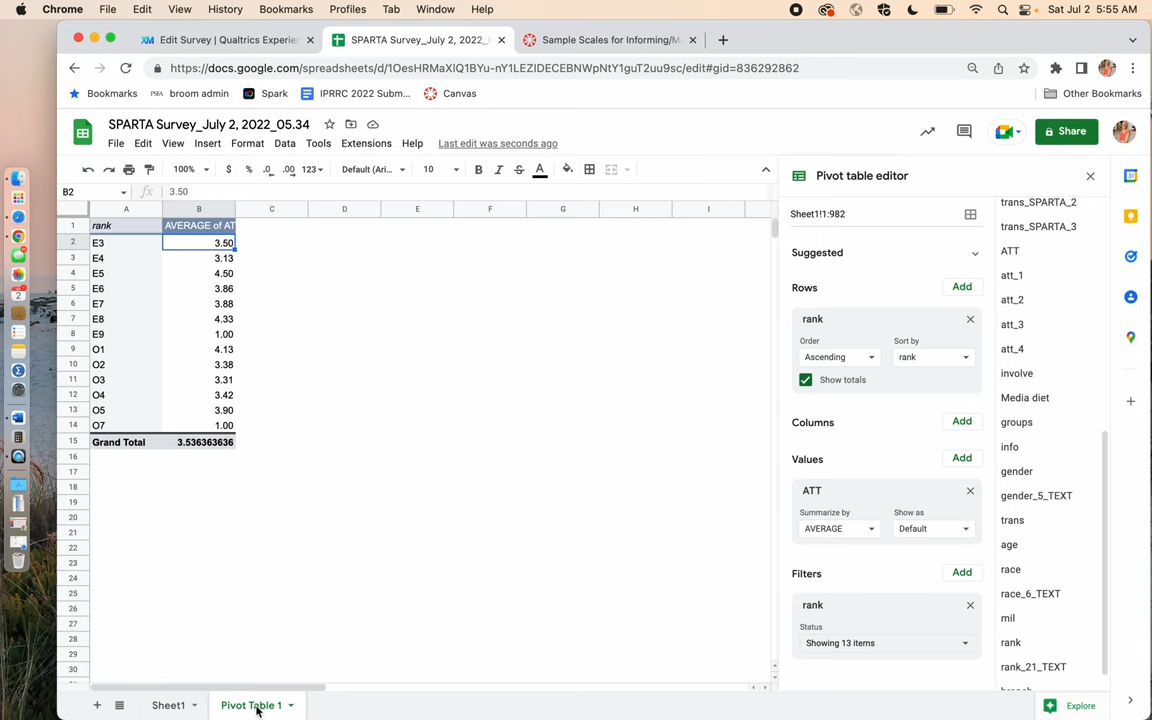 Chrome File Edit View History Bookmarks Profiles Tab Window Help Sat Jul 2 5:55 AM
Edit Survey | Qualtrics Experie SPARTA Survey_July 2, 2022_ Sample Scales for Informing/M
https://docs.google.com/spreadsheets/d/1OesHRMaXlQ1BYu-nY1LEZIDECEBNWpNtY1guT2uu9sc/edit#gid=836292862
Bookmarks broom admin Spark IPRRC 2022 Subm... Canvas Other Bookmarks
SPARTA Survey_July 2, 2022_05.34
File Edit View Insert Format Data Tools Extensions Help Last edit was seconds ago
Share
100% $ % .0 .00 123 Default (Ari... 10 B I S A
B2 fx 3.50
A B C D E F G H I
1 rank AVERAGE of AT
2 E3 3.50
3 E4 3.13
4 E5 4.50
5 E6 3.86
6 E7 3.88
7 E8 4.33
8 E9 1.00
9 O1 4.13
10 O2 3.38
11 O3 3.31
12 O4 3.42
13 O5 3.90
14 O7 1.00
15 Grand Total 3.536363636
16
17
18
19
20
21
22
23
24
25
26
27
28
29
30
Pivot table editor
Sheet1!1:982
Suggested
Rows Add
rank
Order Sort by
Ascending rank
Show totals
Columns Add
Values Add
ATT
Summarize by Show as
AVERAGE Default
Filters Add
rank
Status
Showing 13 items
trans_SPARTA_2
trans_SPARTA_3
ATT
att_1
att_2
att_3
att_4
involve
Media diet
groups
info
gender
gender_5_TEXT
trans
age
race
race_6_TEXT
mil
rank
rank_21_TEXT
Sheet1 Pivot Table 1 Explore